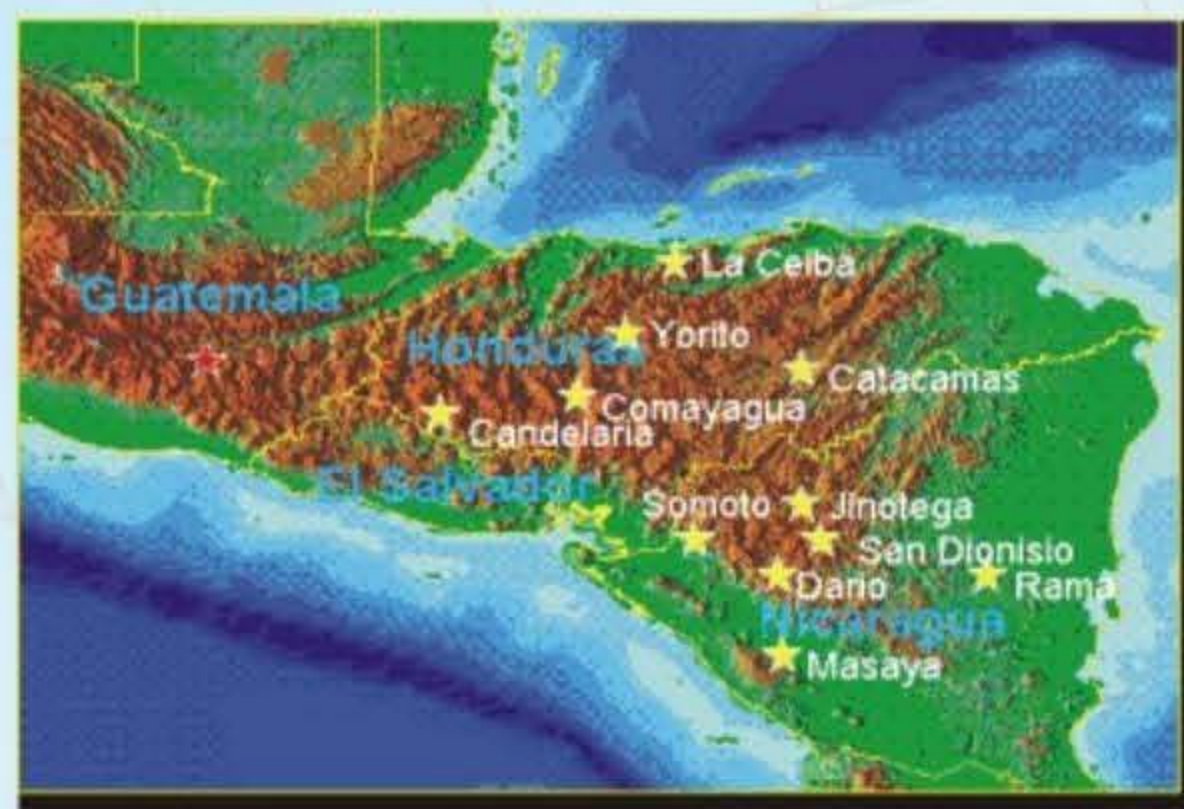 La Ceiba
Guatemala
Yorito
Honduras
Catacamas
Comayagua
Candelaria
El Salvador
Somoto
Jinotega
San Dionisio
Dario
Rama
Nicaragua
Masaya